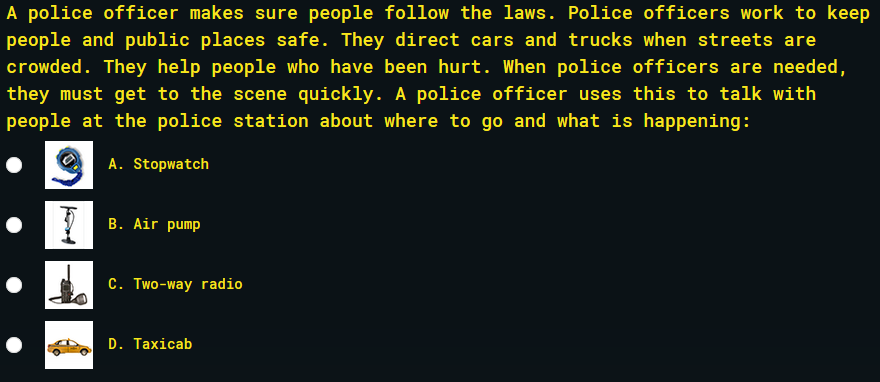 A police officer makes sure people follow the laws. Police officers work to keep
people and public places safe. They direct cars and trucks when streets are
crowded. They help people who have been hurt. When police officers are needed,
they must get to the scene quickly. A police officer uses this to talk with
people at the police station about where to go and what is happening:
A. Stopwatch
B. Air pump
C. Two-way radio
D. Taxicab